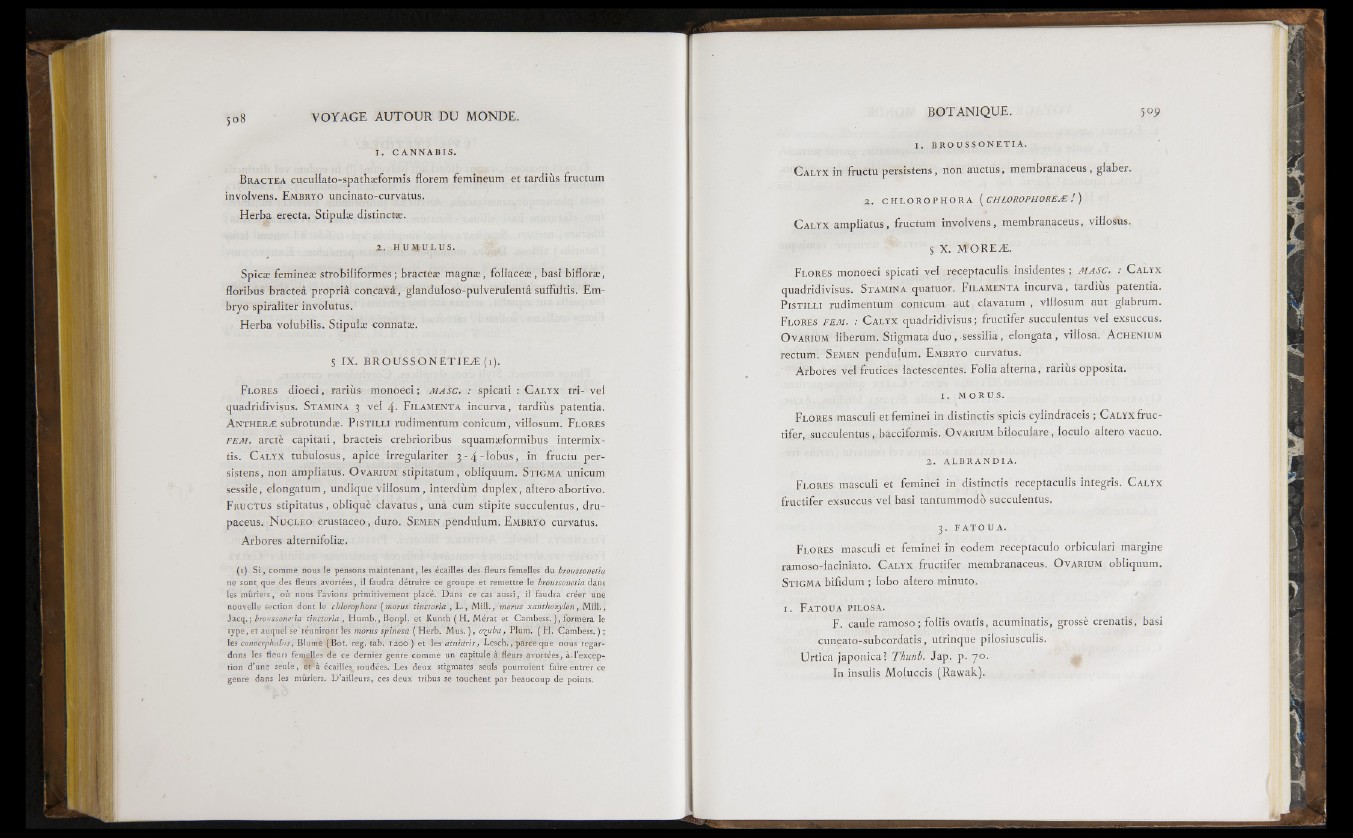 508 VOYAGE AUTOUR DU MONDE.
1. CANNABIS.
BRACTEA cucullato-spathæformis florem femineum et tardiùs fructum
involvens. EMBRYO uncinato-curvatus.
Herba erecta. Stipulæ distinctæ.
2. HUMULUS.
Spicæ femineæ strobiliformes ; bracteæ magnæ, foliaceæ, basi bifloræ,
floribus bracteâ propriâ concavâ, glanduloso-pulverulentâ suffultis. Em-
bryo spiraliter involutus.
Herba volubilis. Stipulæ connatæ.
§ IX. BROUSSONETIEÆ (1).
FLORES dioeci, rariùs monoeci ; MASC. : spicati : CALYX tri- vel
quadridivisus. STAMINA 3 vel 4. FILAMENTA incurva, tardiùs patentia.
ANTHERÆ subrotundæ. PISTILLI rudimentum conicum, villosum. FLORES
FEM. arctè capitati, bracteis crebrioribus squamæformibus intermix-
tis. CALYX tubulosus, apice irregulariter 3-4-lobus, in fructu per-
sistens, non ampliatus. OVARIUM stipitatum, obliquum. STIGMA unicum
sessile, elongatum, undique villosum, interdùm duplex, altero abortivo.
FRUCTUS stipitatus, obliquè clavatus, unà cum stipite succulentus, dru-
paceus. NUCLEO crustaceo, duro. SEMEN pendulum. EMBRYO curvatus.
Arbores alternifoliæ.
(1) Si, comme nous le pensons maintenant, les écailles des fleurs femelles du broussonetia
ne sont que des fleurs avortées, il faudra détruire ce groupe et remettre le broussonetia dans
les mûriers, où nous l'avions primitivement placé. Dans ce cas aussi, il faudra créer une
nouvelle section dont le chlorophora (morus tinctoria, L., Mill., morus xanthoxylon, Mill.,
Jacq.; broussonetia tinctoria, Humb., Bonpl. et Kunth (H. Mérat et Cambess.), formera le
type, et auquel se réuniront les morus spinosa (Herb. Mus.), ozuba, Plum. (H. Cambess.);
les conocephalus, Blume (Bot. reg. tab. 1200) et les Lesch., parce que nous regar-
dons les fleurs femelles de ce dernier genre comme un capitule à fleurs avortées, à l'excep-
tion d'une seule, et à écailles soudées. Les deux stigmates seuls pourroient faire entrer ce
genre dans les mûriers. D'ailleurs, ces deux tribus se touchent par beaucoup de points.
BOTANIQUE. 509
1. BROUSSONETIA.
CALYX in fructu persistens, non auctus, membranaceus, glaber.
2. CHLOROPHORA (CHLOROPHOREÆ !)
CALYX ampliatus, fructum involvens, membranaceus, villosus.
§ X. MOREÆ.
FLORES monoeci spicati vel receptaculis insidentes ; MASC. : CALYX
quadridivisus. STAMINA quatuor. FILAMENTA incurva, tardiùs patentia.
PISTILLI rudimentum conicum aut clavatum, villosum aut glabrum.
FLORES FEM. : CALYX quadridivisus; fructifer succulentus vel exsuccus.
OVARIUM liberum. Stigmata duo, sessilia, elongata, villosa. ACHENIUM
rectum. SEMEN pendulum. EMBRYO curvatus.
Arbores vel frutices lactescentes. Folia alterna, rariùs opposita.
1. MORUS.
FLORES masculi et feminei in distinctis spicis cylindraceis ; CALYX fruc-
tifer, succulentus, bacciformis. OVARIUM biloculare, loculo altero vacuo.
2. ALBRANDIA.
FLORES masculi et feminei in distinctis receptaculis integris. CALYX
fructifer exsuccus vel basi tantummodò succulentus.
3. FATOUA.
FLORES masculi et feminei in eodem receptaculo orbiculari margine
ramoso-laciniato. CALYX fructifer membranaceus. OVARIUM obliquum.
STIGMA bifidum ; lobo altero minuto.
1. FATOUA PILOSA.
F. caule ramoso ; foliis ovatis, acuminatis, grossè crenatis, basi
cuneato-subcordatis, utrinque pilosiusculis.
Urtica japonica? Thunb. Jap. p. 70.
In insulis Moluccis (Rawak).